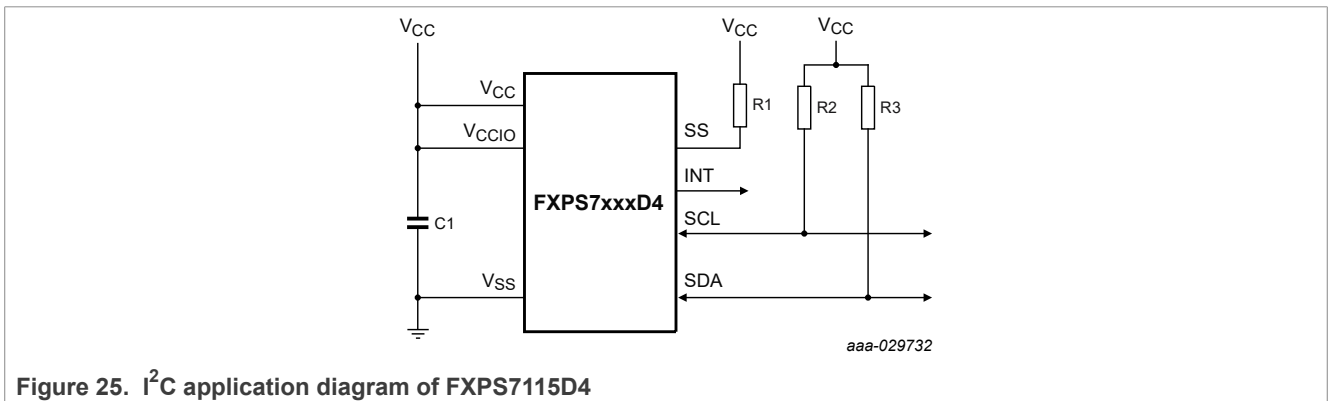 VCC
VCC
VCC
VCC
VCCIO
SS
R1
R2
R3
INT
FXPS7xxxD4
SCL
C1
VSS
SDA
aaa-029732
Figure 25. I2C application diagram of FXPS7115D4